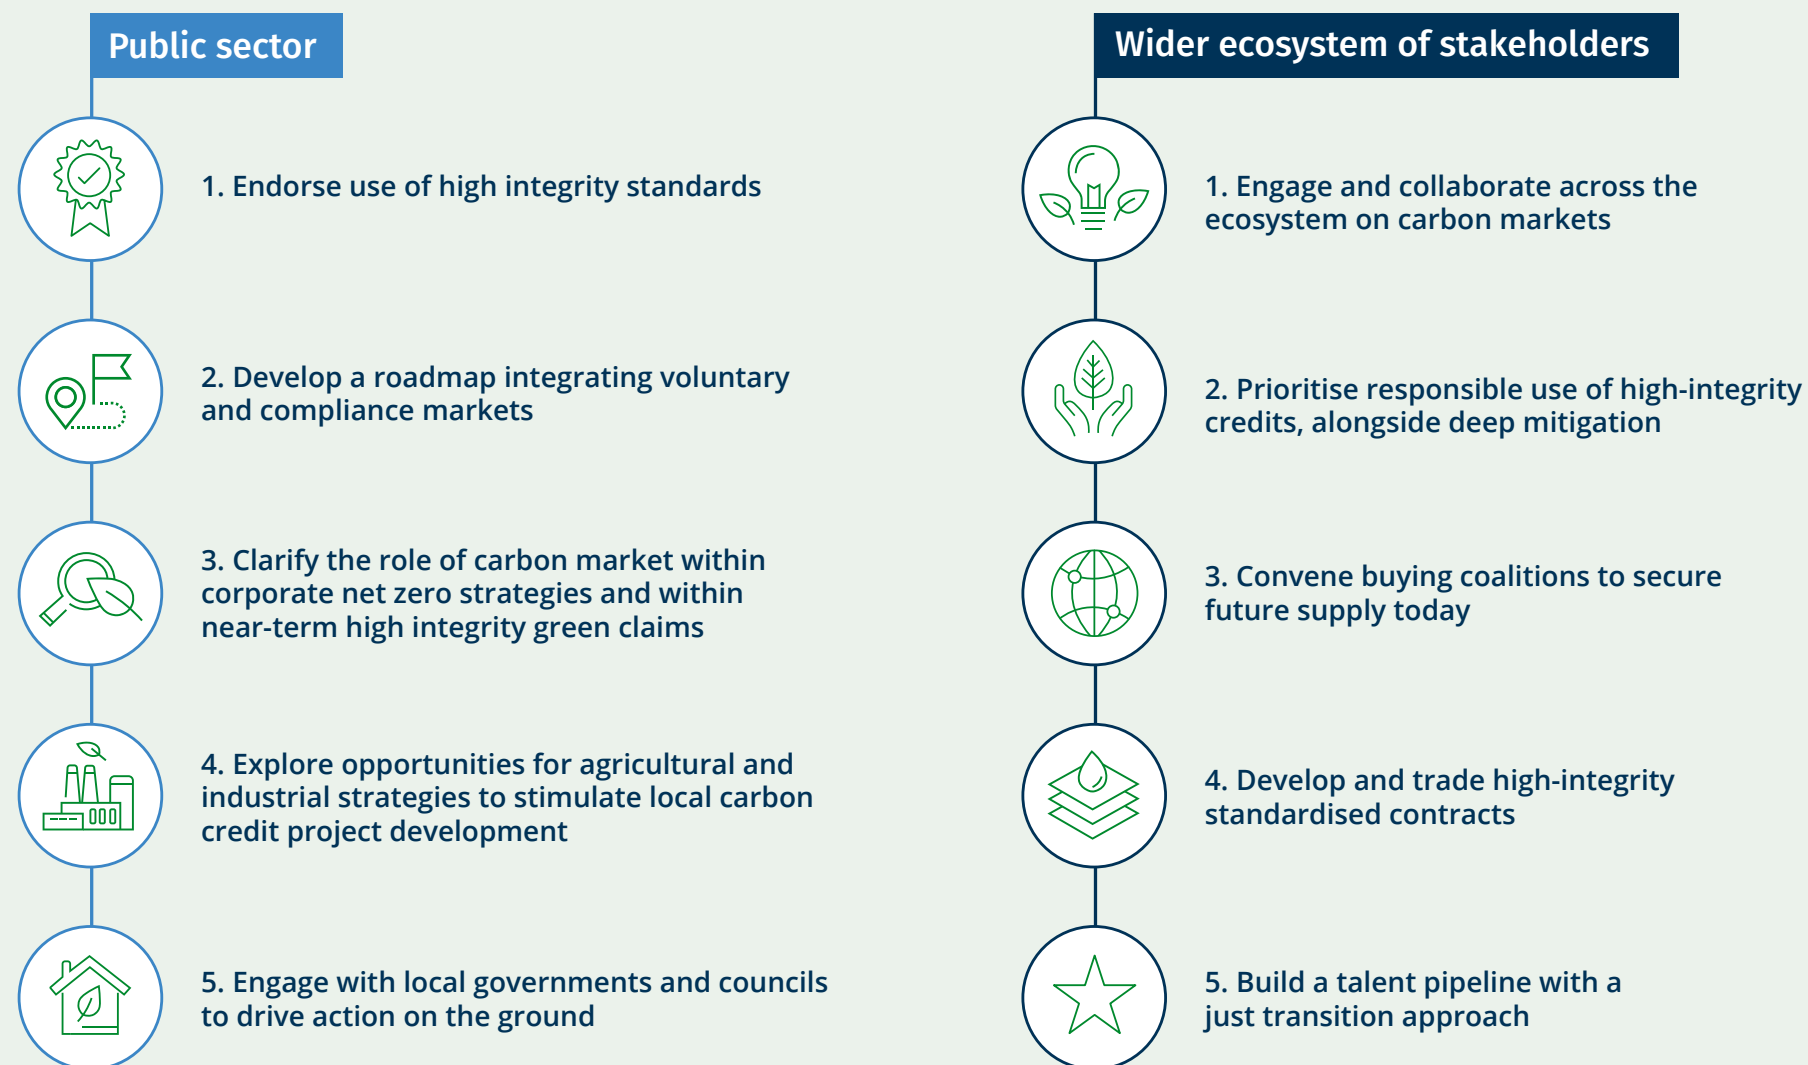 Public sector
1. Endorse use of high integrity standards
2. Develop a roadmap integrating voluntary
and compliance markets
3. Clarify the role of carbon market within
corporate net zero strategies and within
near-term high integrity green claims
4. Explore opportunities for agricultural and
industrial strategies to stimulate local carbon
credit project development
5. Engage with local governments and councils
to drive action on the ground
Wider ecosystem of stakeholders
1. Engage and collaborate across the
ecosystem on carbon markets
2. Prioritise responsible use of high-integrity
credits, alongside deep mitigation
3. Convene buying coalitions to secure
future supply today
4. Develop and trade high-integrity
standardised contracts
5. Build a talent pipeline with a
just transition approach